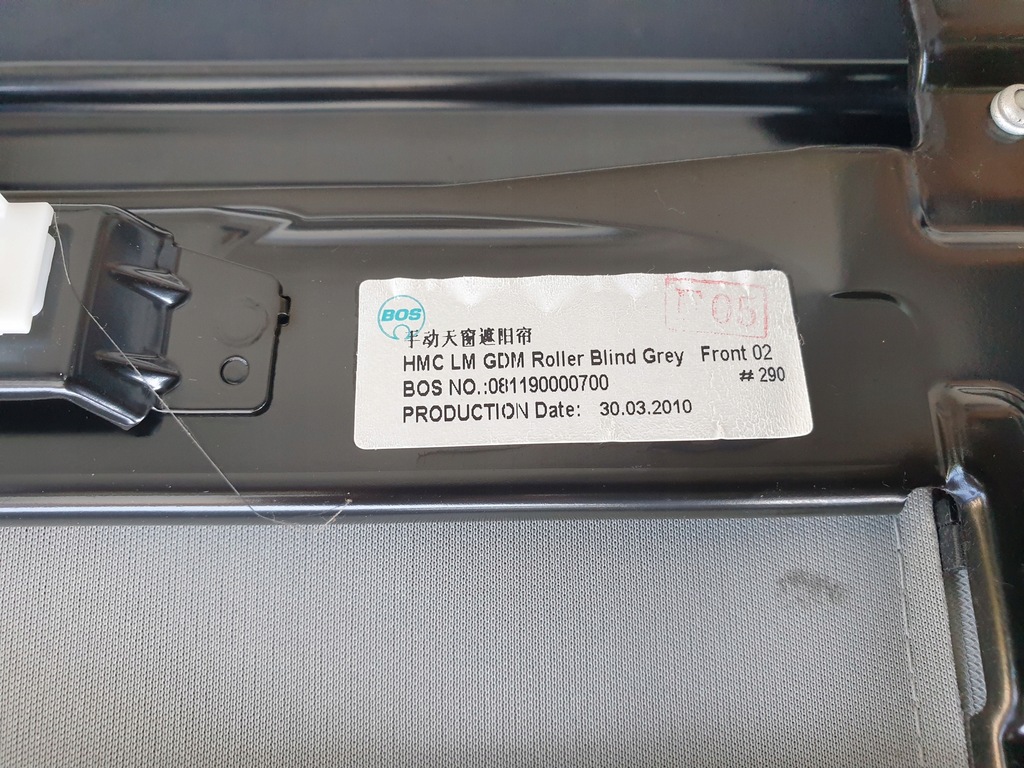 BOS
手动天窗遮阳帘
HMC LM GDM Roller Blind Grey Front 02
BOS NO.:081190000700 # 290
PRODUCTION Date: 30.03.2010
05